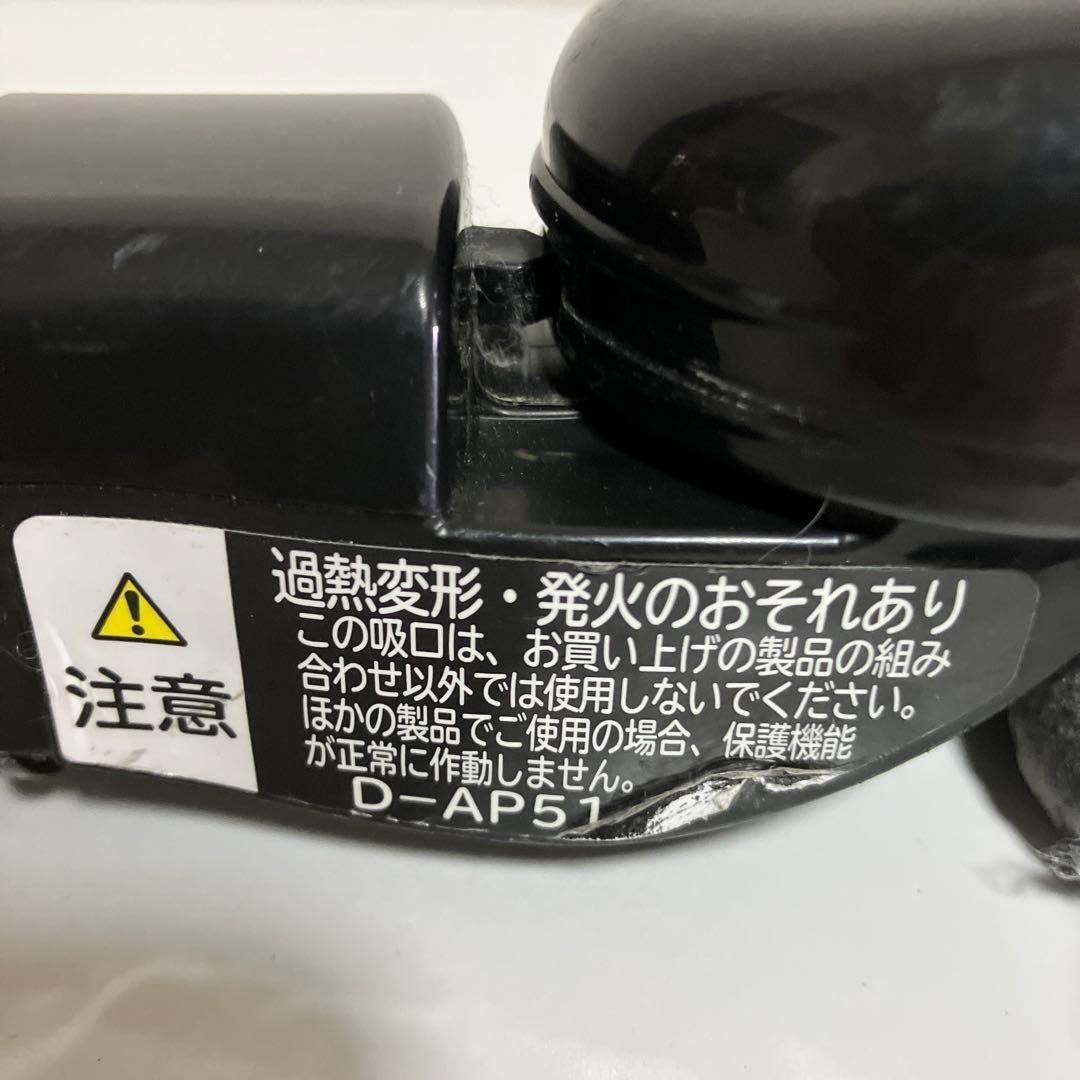 注意
過熱変形・発火のおそれあり
この吸口は、お買い上げの製品の組み
合わせ以外では使用しないでください。
ほかの製品でご使用の場合、保護機能
が正常に作動しません。
D-AP51